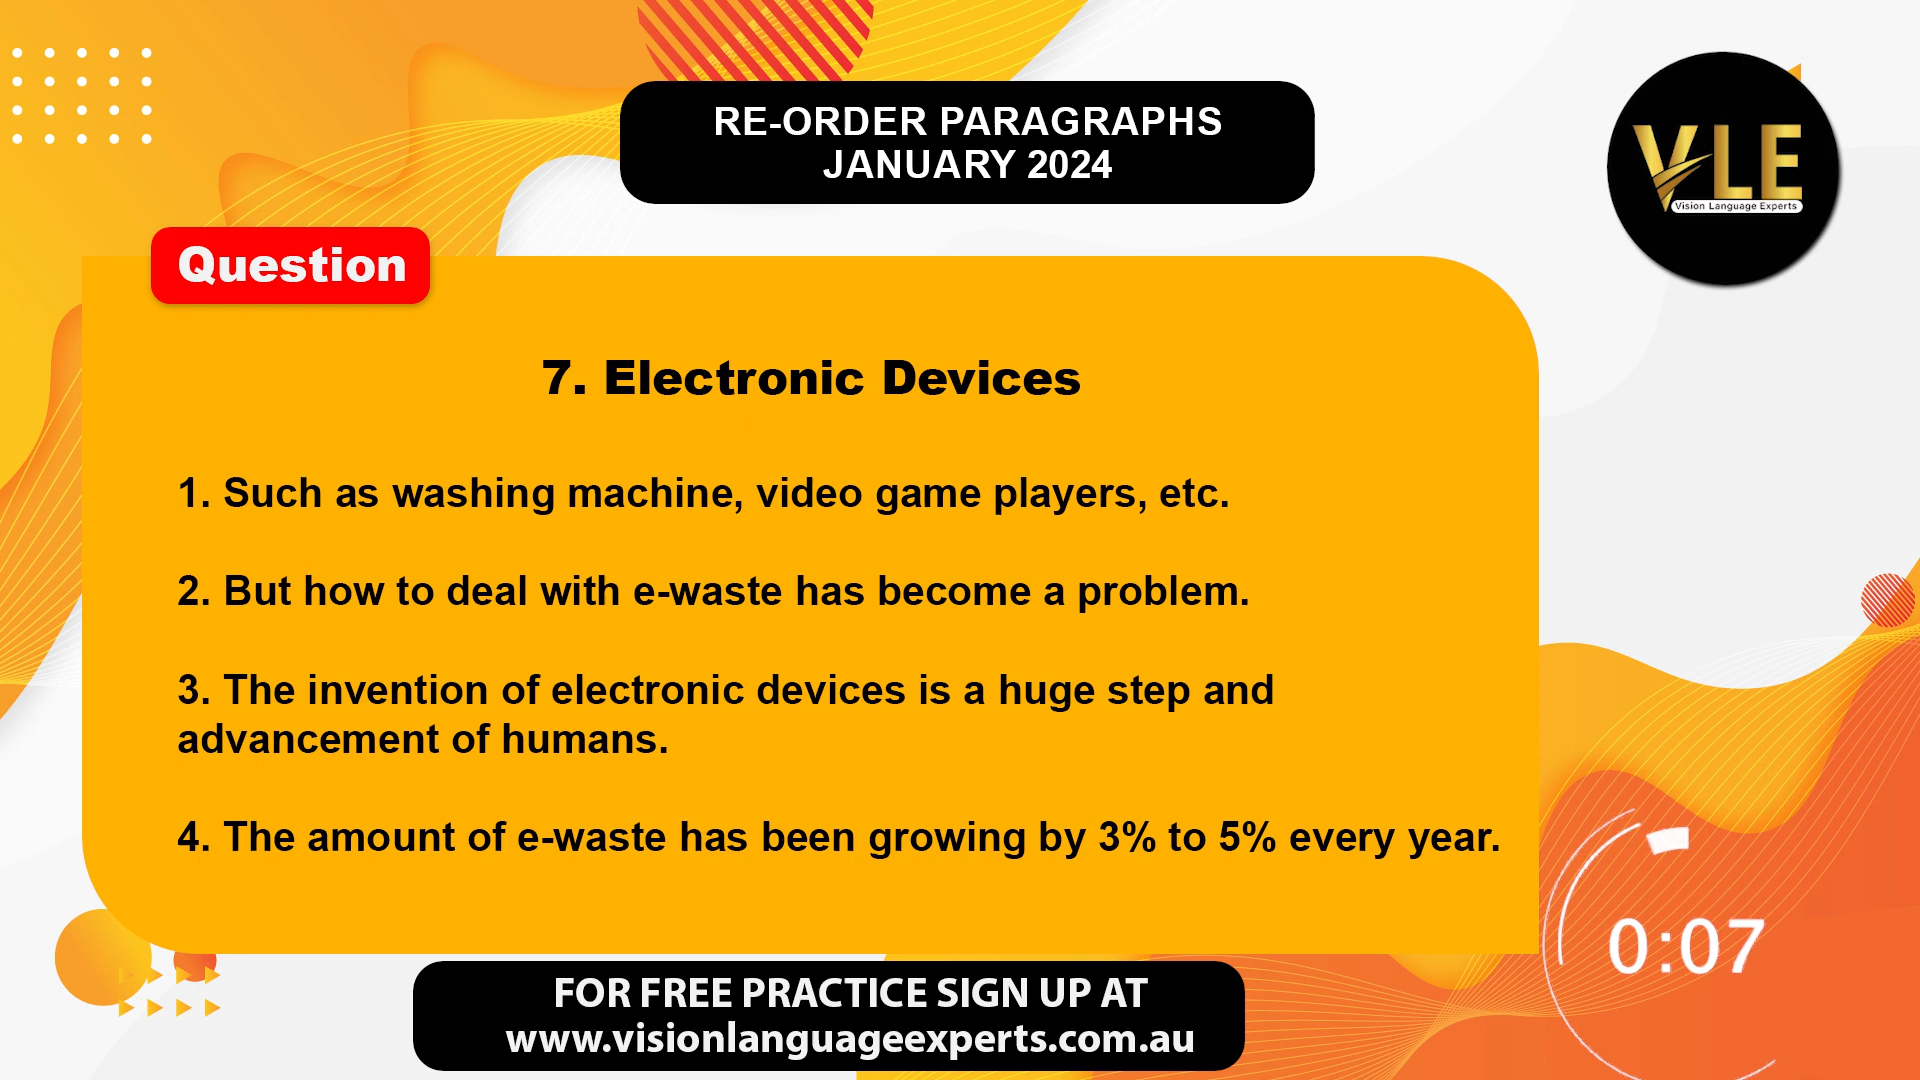 RE-ORDER PARAGRAPHS
JANUARY 2024
VLE
Vision Language Experts
Question
7. Electronic Devices
1. Such as washing machine, video game players, etc.
2. But how to deal with e-waste has become a problem.
3. The invention of electronic devices is a huge step and
advancement of humans.
4. The amount of e-waste has been growing by 3% to 5% every year.
0:07
FOR FREE PRACTICE SIGN UP AT
www.visionlanguageexperts.com.au